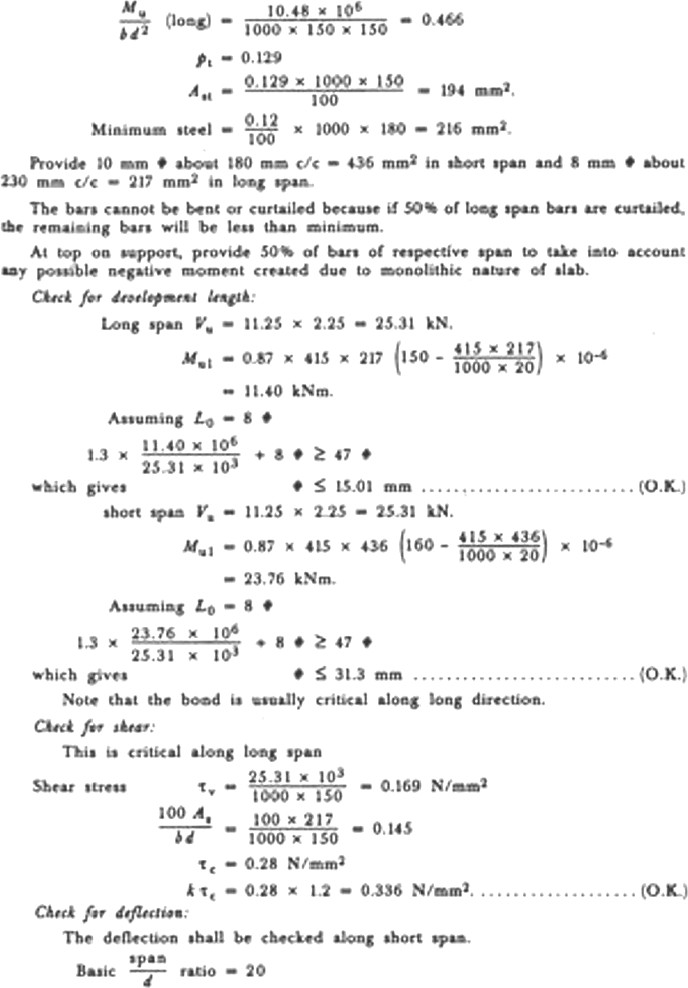 M_u / bd² (long) = 10.48 × 10⁶ / 1000 × 150 × 150 = 0.466
p_t = 0.129
A_st = 0.129 × 1000 × 150 / 100 = 194 mm².
Minimum steel = 0.12 / 100 × 1000 × 180 = 216 mm².
Provide 10 mm ϕ about 180 mm c/c = 436 mm² in short span and 8 mm ϕ about
230 mm c/c = 217 mm² in long span.
The bars cannot be bent or curtailed because if 50% of long span bars are curtailed,
the remaining bars will be less than minimum.
At top on support, provide 50% of bars of respective span to take into account
any possible negative moment created due to monolithic nature of slab.
Check for development length:
Long span V_u = 11.25 × 2.25 = 25.31 kN.
M_u1 = 0.87 × 415 × 217 (150 - 415 × 217 / 1000 × 20) × 10⁻⁶
= 11.40 kNm.
Assuming L₀ = 8 ϕ
1.3 × 11.40 × 10⁶ / 25.31 × 10³ + 8 ϕ ≥ 47 ϕ
which gives ϕ ≤ 15.01 mm .......................... (O.K.)
short span V_u = 11.25 × 2.25 = 25.31 kN.
M_u1 = 0.87 × 415 × 436 (160 - 415 × 436 / 1000 × 20) × 10⁻⁶
= 23.76 kNm.
Assuming L₀ = 8 ϕ
1.3 × 23.76 × 10⁶ / 25.31 × 10³ + 8 ϕ ≥ 47 ϕ
which gives ϕ ≤ 31.3 mm ........................... (O.K.)
Note that the bond is usually critical along long direction.
Check for shear:
This is critical along long span
Shear stress τ_v = 25.31 × 10³ / 1000 × 150 = 0.169 N/mm²
100 A_s / bd = 100 × 217 / 1000 × 150 = 0.145
τ_c = 0.28 N/mm²
k τ_c = 0.28 × 1.2 = 0.336 N/mm². ................... (O.K.)
Check for deflection:
The deflection shall be checked along short span.
Basic span / d ratio = 20